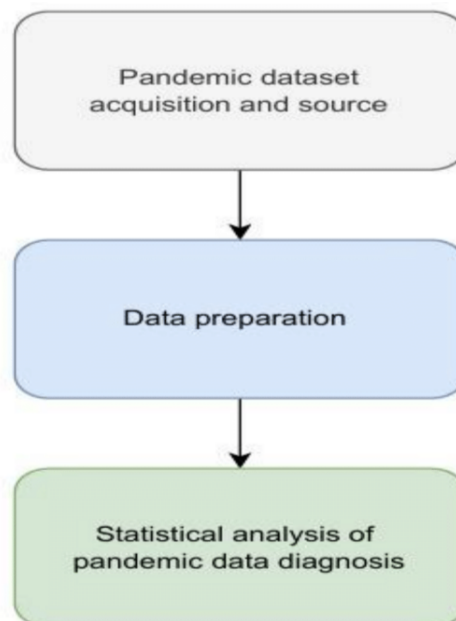 Pandemic dataset
acquisition and source
Data preparation
Statistical analysis of
pandemic data diagnosis